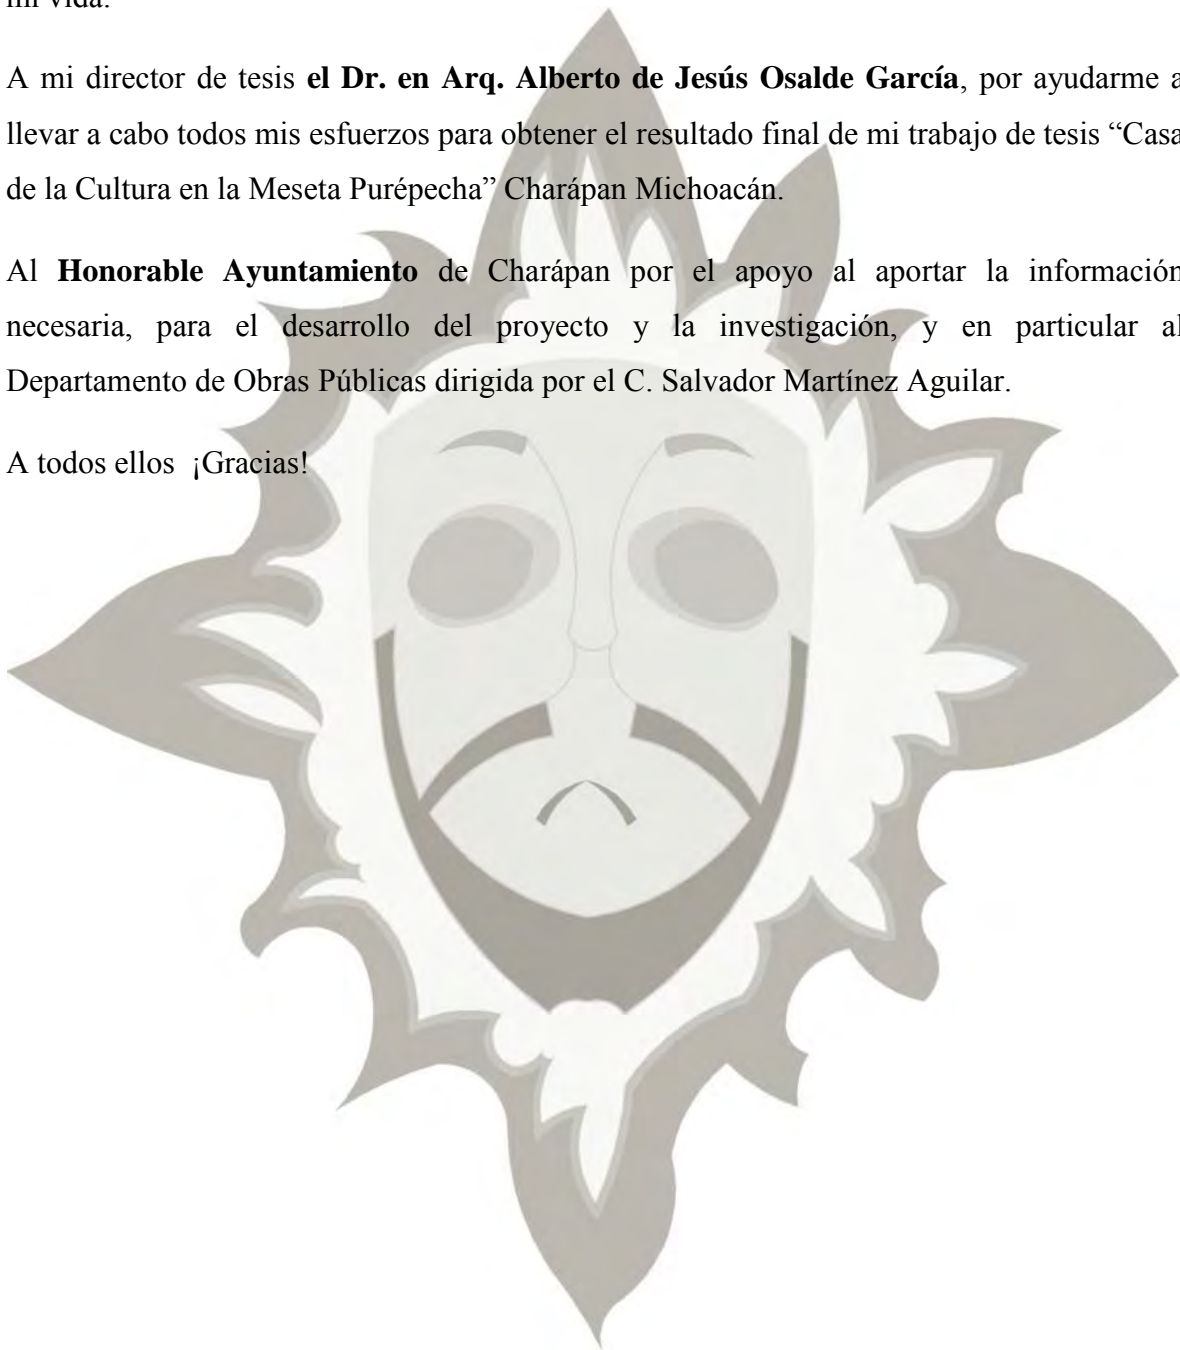 mi vida.
A mi director de tesis el Dr. en Arq. Alberto de Jesús Osalde García, por ayudarme a
llevar a cabo todos mis esfuerzos para obtener el resultado final de mi trabajo de tesis “Casa
de la Cultura en la Meseta Purépecha” Charápan Michoacán.
Al Honorable Ayuntamiento de Charápan por el apoyo al aportar la información
necesaria, para el desarrollo del proyecto y la investigación, y en particular al
Departamento de Obras Públicas dirigida por el C. Salvador Martínez Aguilar.
A todos ellos ¡Gracias!